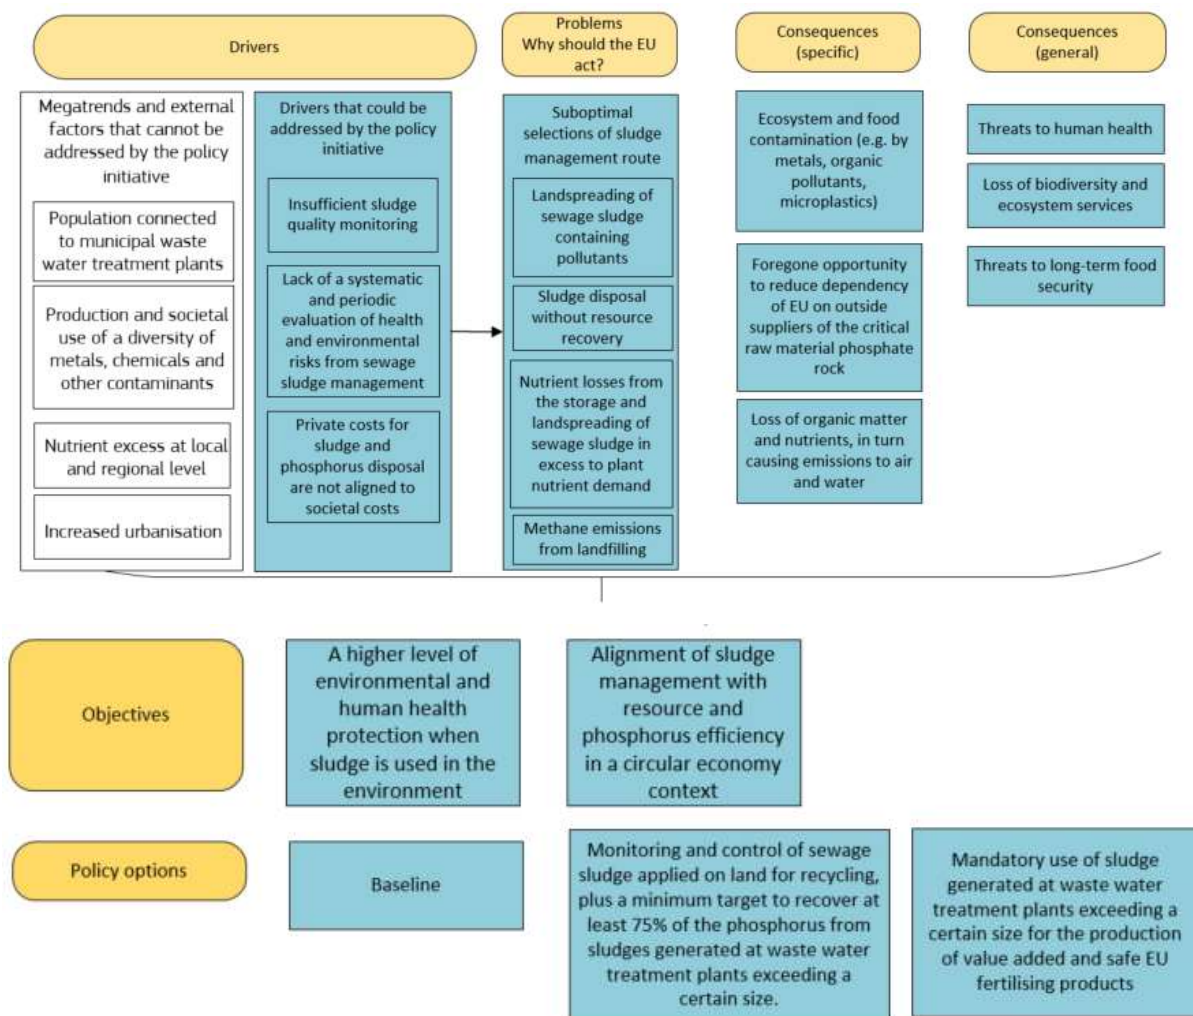 Drivers
Problems
Why should the EU
act?
Consequences
(specific)
Consequences
(general)
Megatrends and external
factors that cannot be
addressed by the policy
initiative
Population connected
to municipal waste
water treatment plants
Production and societal
use of a diversity of
metals, chemicals and
other contaminants
Nutrient excess at local
and regional level
Increased urbanisation
Drivers that could be
addressed by the policy
initiative
Insufficient sludge
quality monitoring
Lack of a systematic
and periodic
evaluation of health
and environmental
risks from sewage
sludge management
Private costs for
sludge and
phosphorus disposal
are not aligned to
societal costs
Suboptimal
selections of sludge
management route
Landspreading of
sewage sludge
containing
pollutants
Sludge disposal
without resource
recovery
Nutrient losses from
the storage and
landspreading of
sewage sludge in
excess to plant
nutrient demand
Methane emissions
from landfilling
Ecosystem and food
contamination (e.g. by
metals, organic
pollutants,
microplastics)
Foregone opportunity
to reduce dependency
of EU on outside
suppliers of the critical
raw material phosphate
rock
Loss of organic matter
and nutrients, in turn
causing emissions to air
and water
Threats to human health
Loss of biodiversity and
ecosystem services
Threats to long-term food
security
Objectives
A higher level of
environmental and
human health
protection when
sludge is used in the
environment
Alignment of sludge
management with
resource and
phosphorus efficiency
in a circular economy
context
Policy options
Baseline
Monitoring and control of sewage
sludge applied on land for recycling,
plus a minimum target to recover at
least 75% of the phosphorus from
sludges generated at waste water
treatment plants exceeding a
certain size.
Mandatory use of sludge
generated at waste water
treatment plants exceeding a
certain size for the production
of value added and safe EU
fertilising products